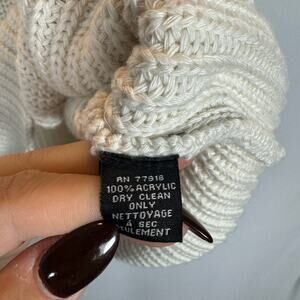 RN 77918
100% ACRYLIC
DRY CLEAN
ONLY
NETTOYAGE
A SEC
SEULEMENT